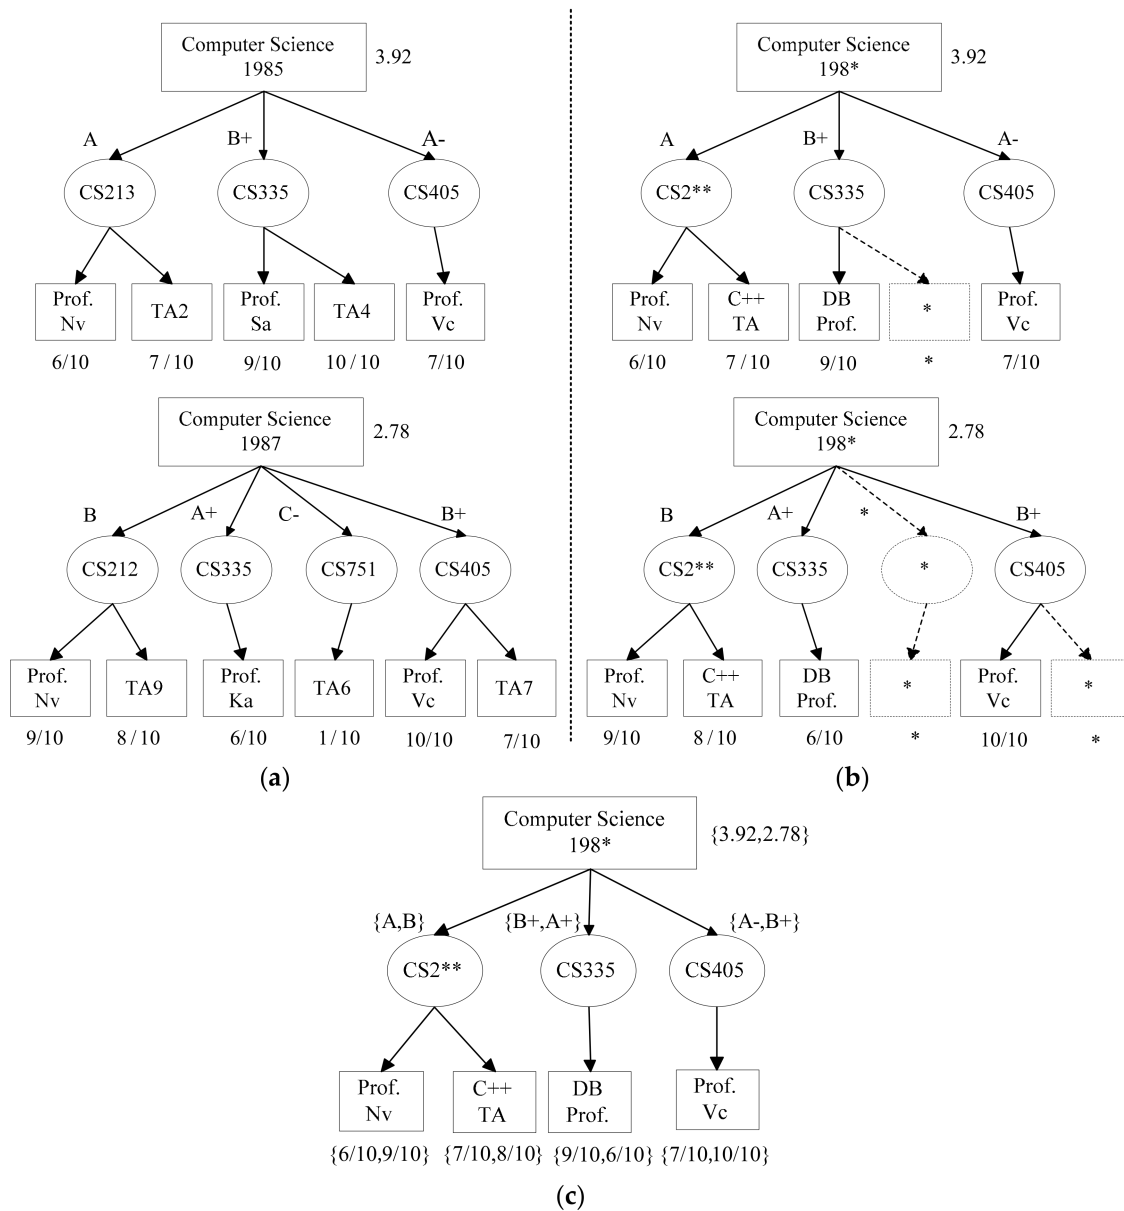 Computer Science
1985
3.92
A
B+
A-
CS213
CS335
CS405
Prof.
Nv
TA2
Prof.
Sa
TA4
Prof.
Vc
6/10
7 / 10
9/10
10 / 10
7/10
Computer Science
1987
2.78
B
A+
C-
B+
CS212
CS335
CS751
CS405
Prof.
Nv
TA9
Prof.
Ka
TA6
Prof.
Vc
TA7
9/10
8 / 10
6/10
1 / 10
10/10
7/10
(a)
Computer Science
198*
3.92
A
B+
A-
CS2**
CS335
CS405
Prof.
Nv
C++
TA
DB
Prof.
*
Prof.
Vc
6/10
7 / 10
9/10
*
7/10
Computer Science
198*
2.78
B
A+
*
B+
CS2**
CS335
*
CS405
Prof.
Nv
C++
TA
DB
Prof.
*
Prof.
Vc
*
9/10
8 / 10
6/10
*
10/10
*
(b)
Computer Science
198*
{3.92,2.78}
{A,B}
{B+,A+}
{A-,B+}
CS2**
CS335
CS405
Prof.
Nv
C++
TA
DB
Prof.
Prof.
Vc
{6/10,9/10}
{7/10,8/10}
{9/10,6/10}
{7/10,10/10}
(c)